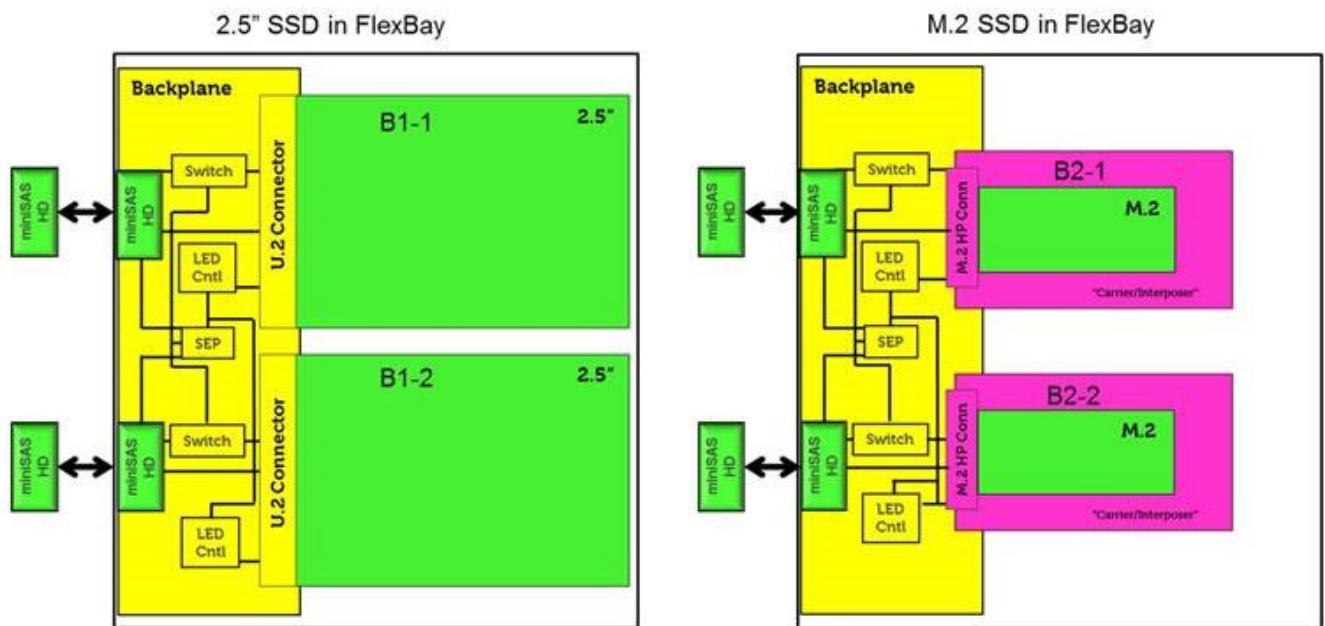 2.5” SSD in FlexBay
Backplane
B1-1
2.5”
U.2 Connector
Switch
miniSAS
HD
miniSAS
HD
LED
Cntl
SEP
B1-2
2.5”
U.2 Connector
Switch
miniSAS
HD
miniSAS
HD
LED
Cntl
M.2 SSD in FlexBay
Backplane
B2-1
M.2
M.2 HP Conn
"Carrier/Interposer"
Switch
miniSAS
HD
miniSAS
HD
LED
Cntl
SEP
B2-2
M.2
M.2 HP Conn
"Carrier/Interposer"
Switch
miniSAS
HD
miniSAS
HD
LED
Cntl